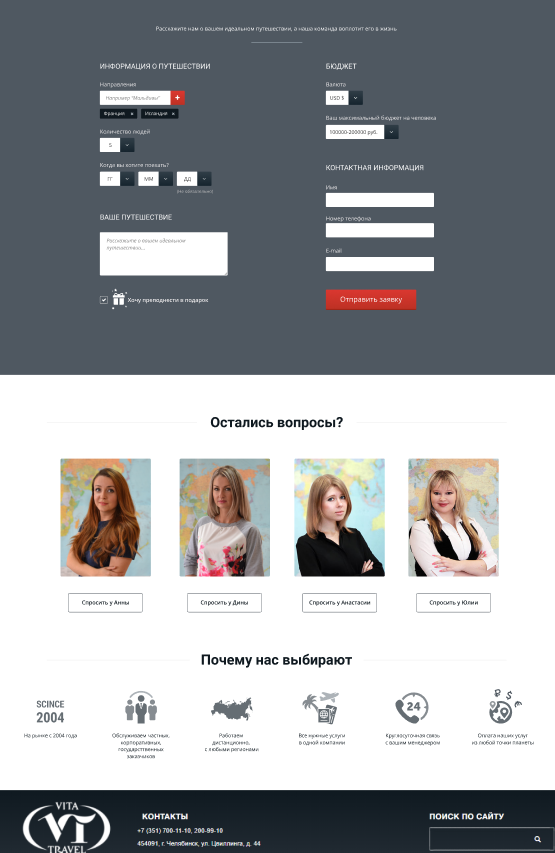 Расскажите нам о вашем идеальном путешествии, а наша команда воплотит его в жизнь
ИНФОРМАЦИЯ О ПУТЕШЕСТВИИ
Направления
Например "Мальдивы"
+
Франция ×
Исландия ×
Количество людей
5
Когда вы хотите поехать?
ГГ
ММ
ДД
(Не обязательно)
ВАШЕ ПУТЕШЕСТВИЕ
Расскажите о вашем идеальном
путешествии...
Хочу преподнести в подарок
БЮДЖЕТ
Валюта
USD $
Ваш максимальный бюджет на человека
100000-200000 руб.
КОНТАКТНАЯ ИНФОРМАЦИЯ
Имя
Номер телефона
E-mail
Отправить заявку
Остались вопросы?
Спросить у Анны
Спросить у Дины
Спросить у Анастасии
Спросить у Юлии
Почему нас выбирают
SCINCE
2004
На рынке с 2004 года
Обслуживаем частных,
корпоративных,
государственных
заказчиков
Работаем
дистанционно,
с любыми регионами
Все нужные услуги
в одной компании
24
Круглосуточная связь
с вашим менеджером
₽ $ €
Оплата наших услуг
из любой точки планеты
VITA
VT
TRAVEL
КОНТАКТЫ
+7 (351) 700-11-10, 200-99-10
454091, г. Челябинск, ул. Цвиллинга, д. 44
ПОИСК ПО САЙТУ